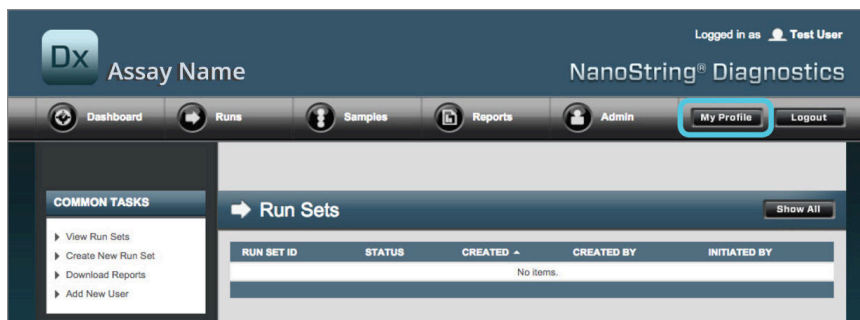 Logged in as Test User
Dx Assay Name
NanoString® Diagnostics
Dashboard Runs Samples Reports Admin My Profile Logout
COMMON TASKS
View Run Sets
Create New Run Set
Download Reports
Add New User
Run Sets Show All
RUN SET ID STATUS CREATED CREATED BY INITIATED BY
No items.